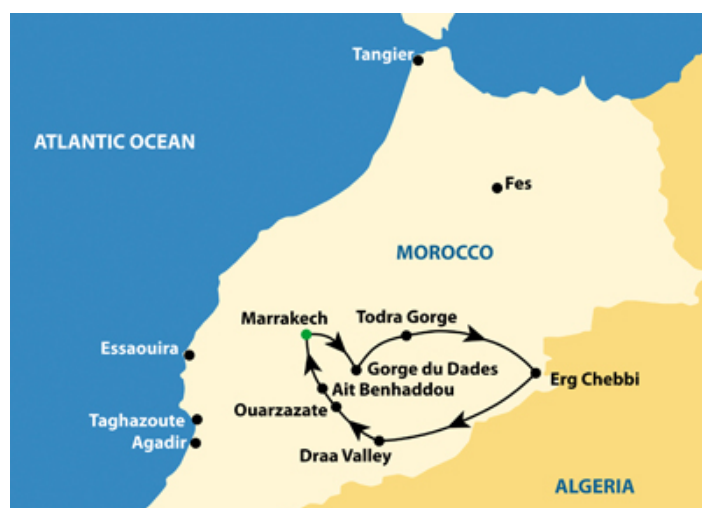 Tangier
ATLANTIC OCEAN
Fes
MOROCCO
Marrakech
Todra Gorge
Essaouira
Gorge du Dades
Erg Chebbi
Ait Benhaddou
Ouarzazate
Taghazoute
Agadir
Draa Valley
ALGERIA